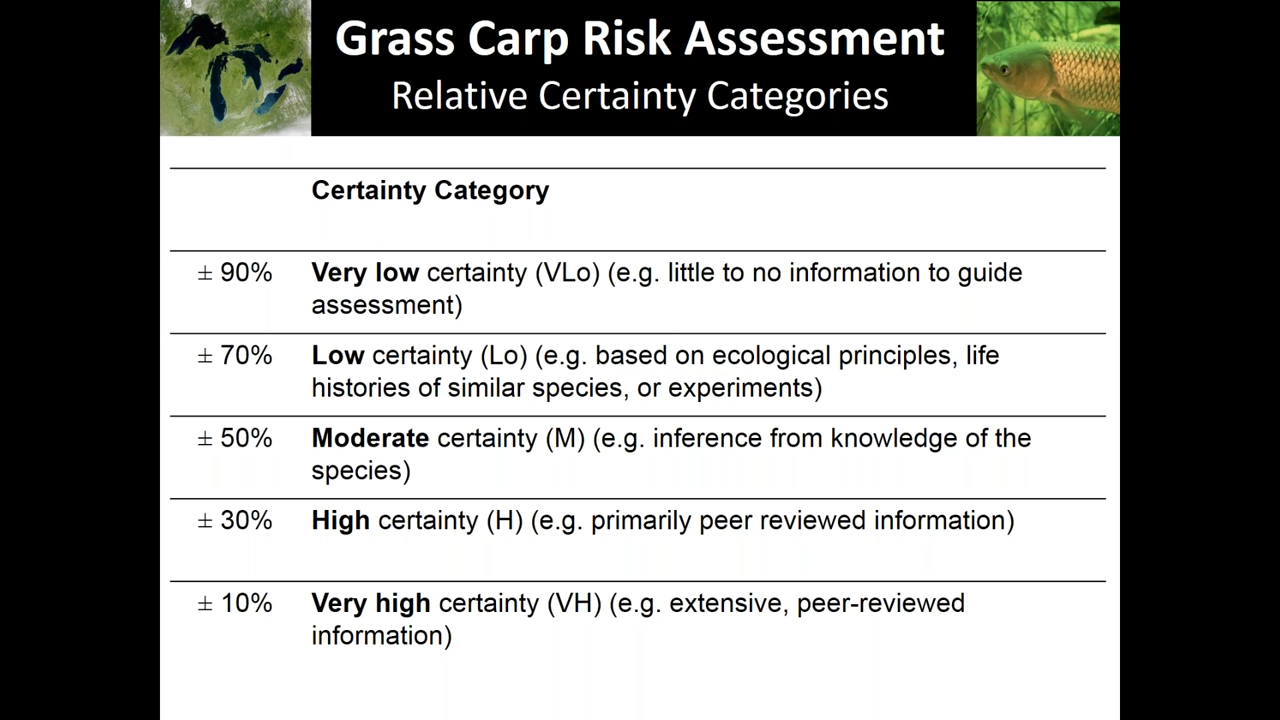 Grass Carp Risk Assessment
Relative Certainty Categories
Certainty Category
± 90% Very low certainty (VLo) (e.g. little to no information to guide
assessment)
± 70% Low certainty (Lo) (e.g. based on ecological principles, life
histories of similar species, or experiments)
± 50% Moderate certainty (M) (e.g. inference from knowledge of the
species)
± 30% High certainty (H) (e.g. primarily peer reviewed information)
± 10% Very high certainty (VH) (e.g. extensive, peer-reviewed
information)